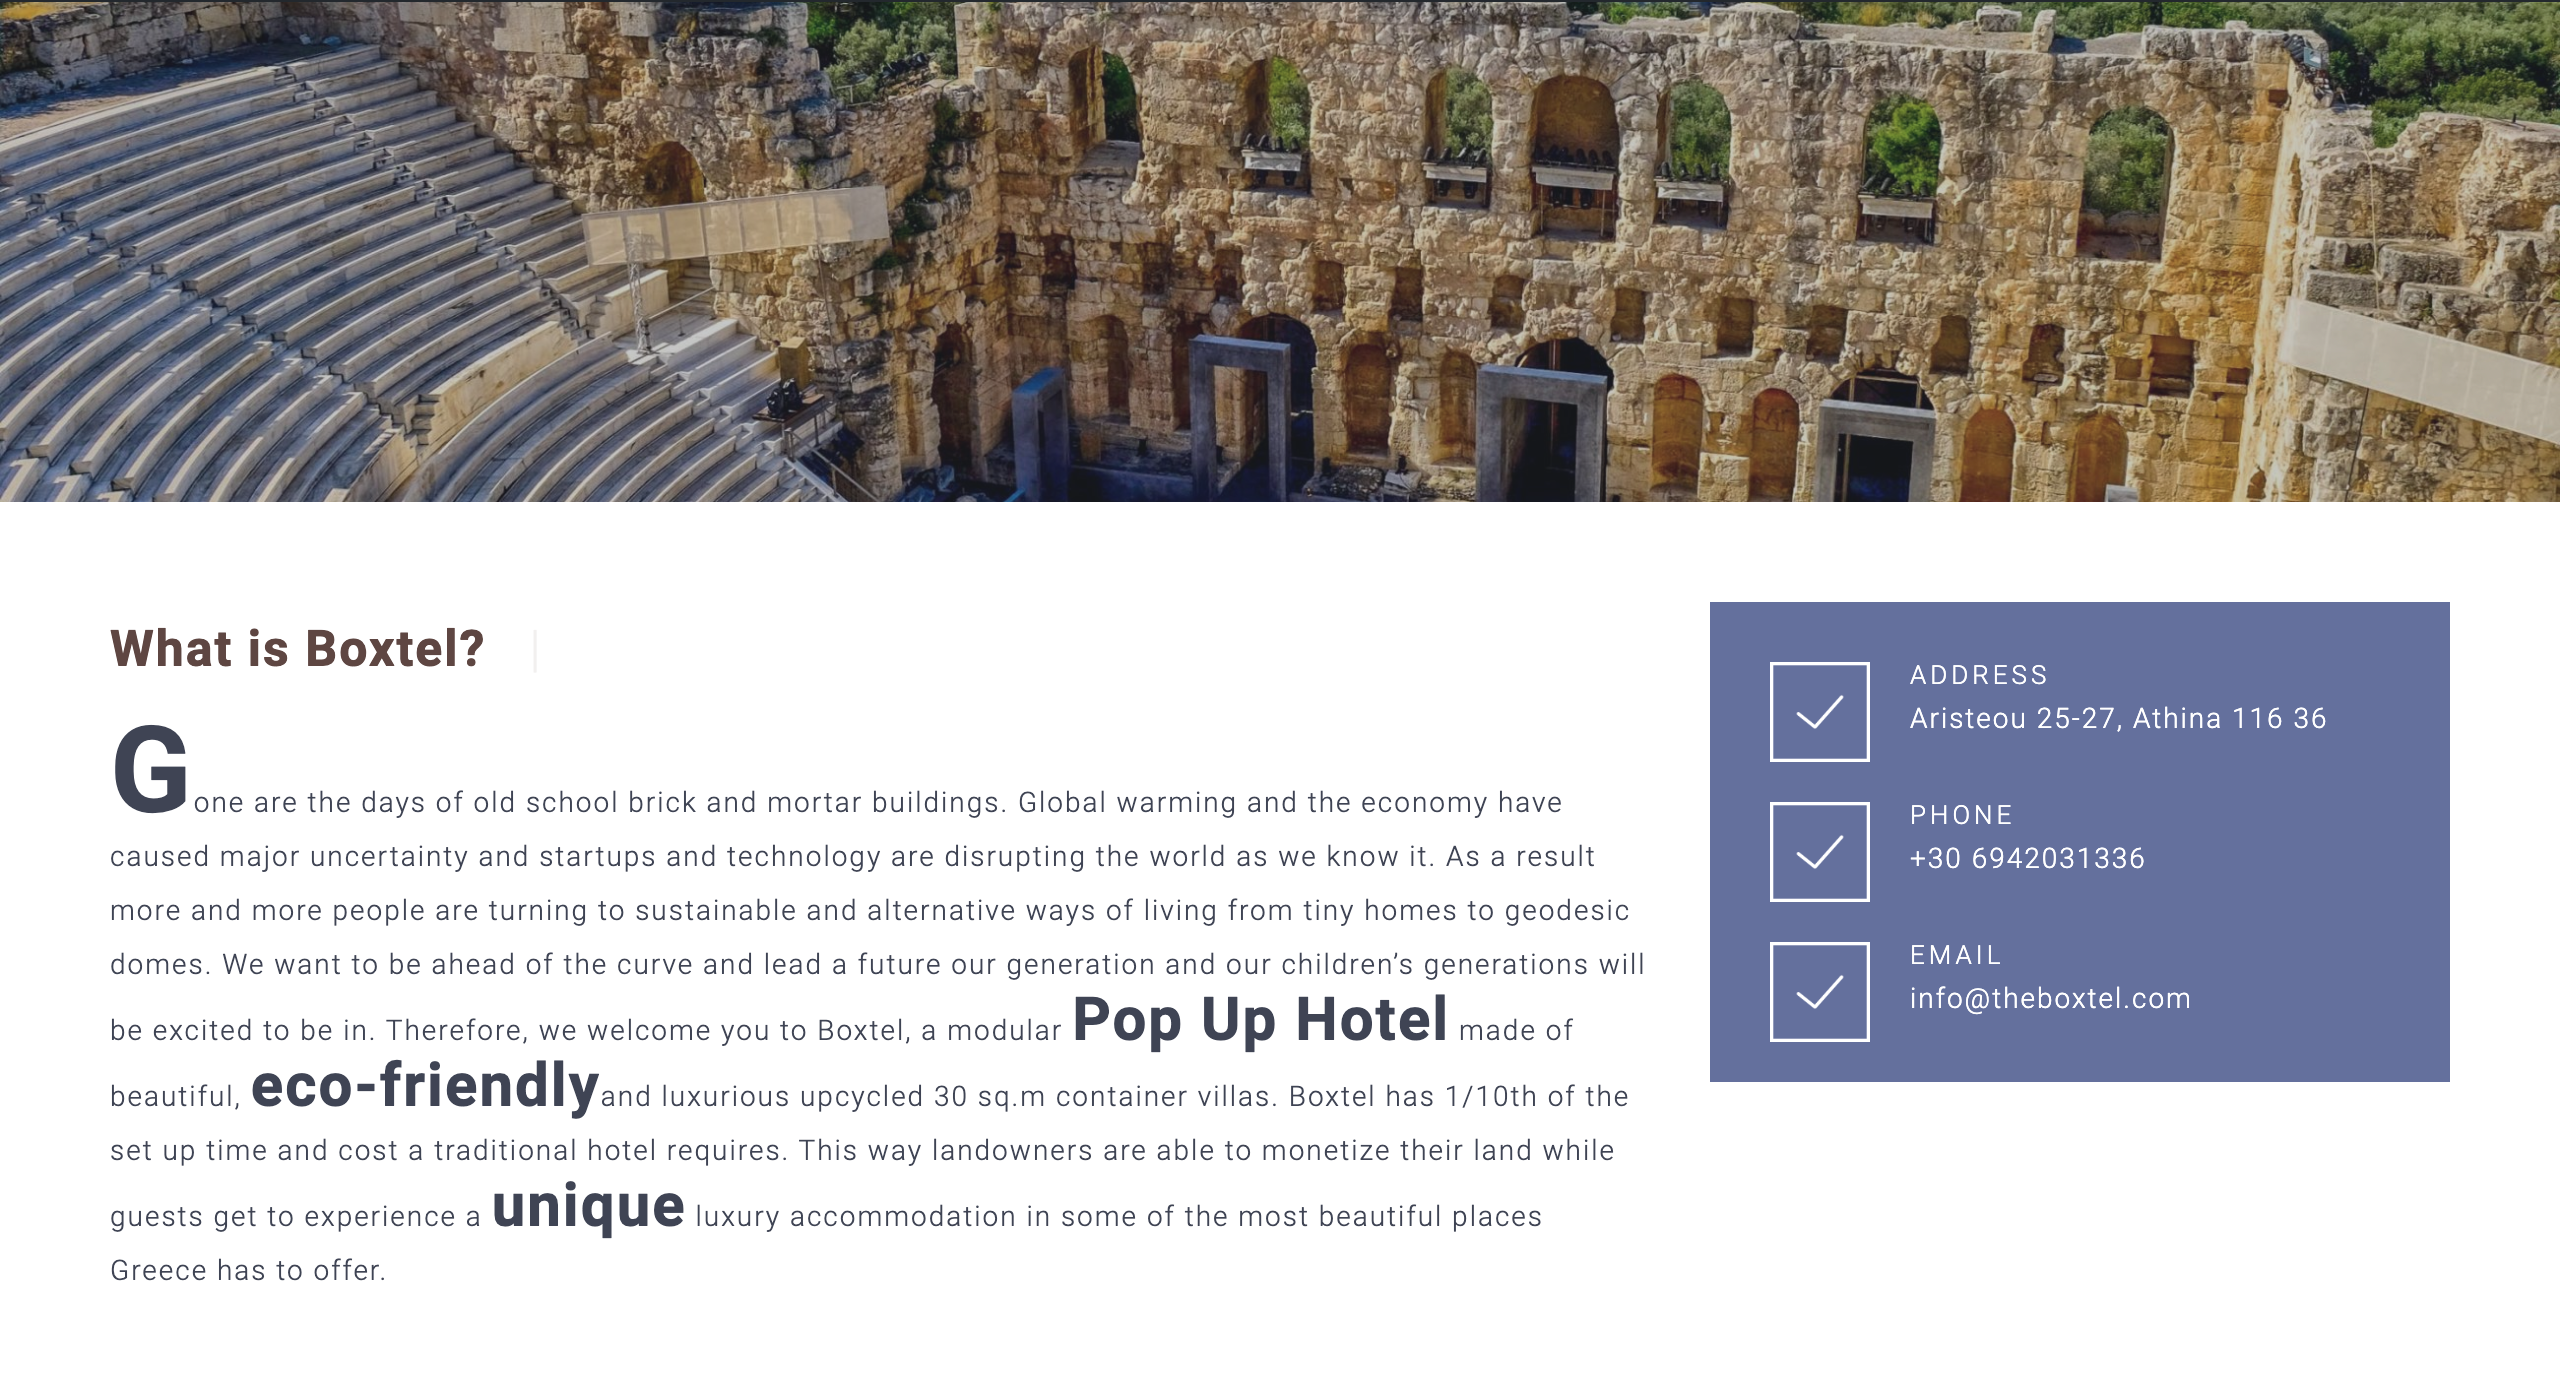 What is Boxtel?
Gone are the days of old school brick and mortar buildings. Global warming and the economy have
caused major uncertainty and startups and technology are disrupting the world as we know it. As a result
more and more people are turning to sustainable and alternative ways of living from tiny homes to geodesic
domes. We want to be ahead of the curve and lead a future our generation and our children’s generations will
be excited to be in. Therefore, we welcome you to Boxtel, a modular Pop Up Hotel made of
beautiful, eco-friendlyand luxurious upcycled 30 sq.m container villas. Boxtel has 1/10th of the
set up time and cost a traditional hotel requires. This way landowners are able to monetize their land while
guests get to experience a unique luxury accommodation in some of the most beautiful places
Greece has to offer.
ADDRESS
Aristeou 25-27, Athina 116 36
PHONE
+30 6942031336
EMAIL
info@theboxtel.com